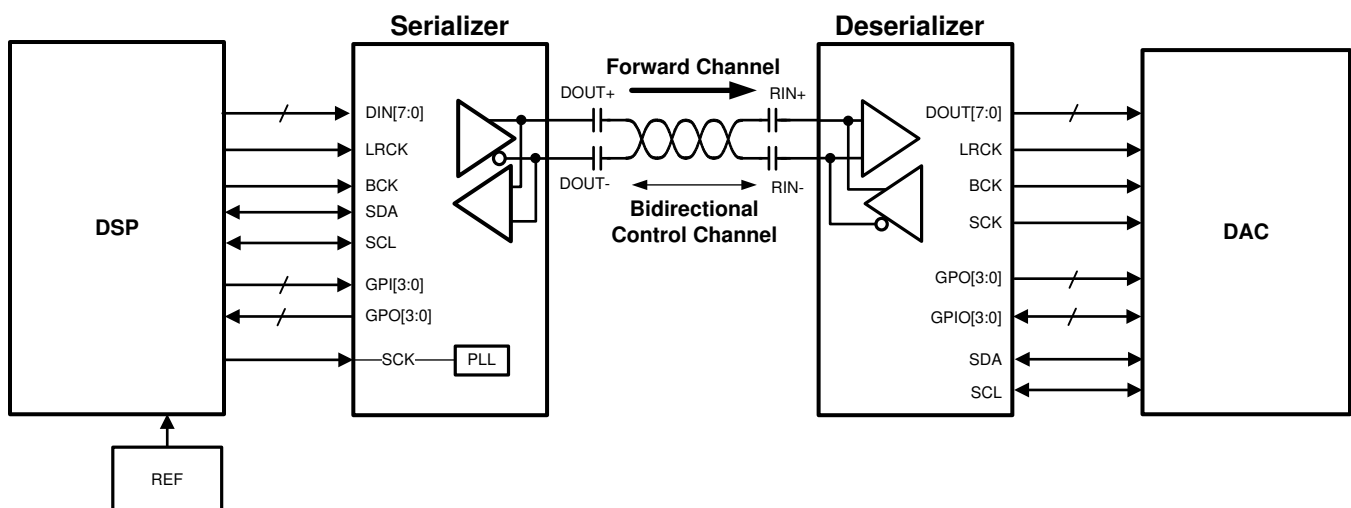 Serializer
Deserializer
Forward Channel
DOUT+
RIN+
DIN[7:0]
LRCK
BCK
SDA
SCL
GPI[3:0]
GPO[3:0]
SCK
PLL
DSP
REF
DOUT-
RIN-
Bidirectional
Control Channel
DOUT[7:0]
LRCK
BCK
SCK
GPO[3:0]
GPIO[3:0]
SDA
SCL
DAC